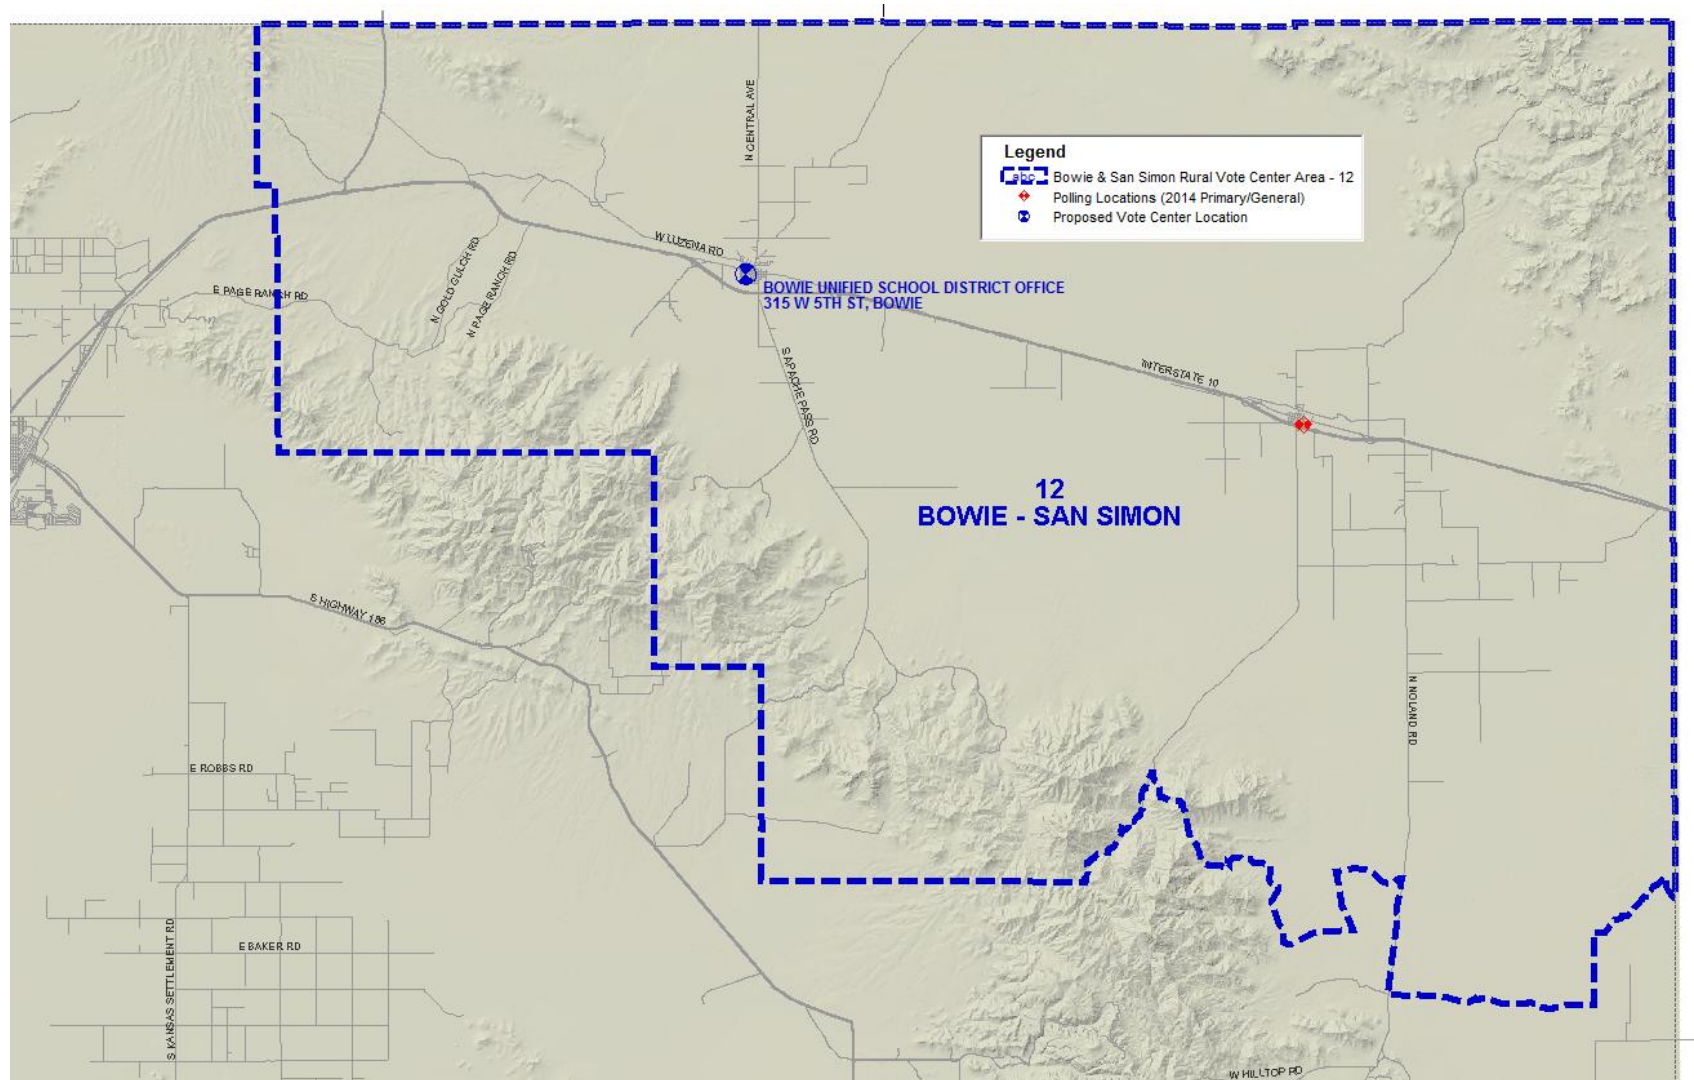 N CENTRAL AVE
Legend
abc Bowie & San Simon Rural Vote Center Area - 12
Polling Locations (2014 Primary/General)
Proposed Vote Center Location
W LUZENA RD
N GOLD GULCH RD
N PAGE RANCH RD
E PAGE RANCH RD
BOWIE UNIFIED SCHOOL DISTRICT OFFICE
315 W 5TH ST, BOWIE
S APACHE PASS RD
INTERSTATE 10
12
BOWIE - SAN SIMON
S HIGHWAY 186
N NOLAND RD
E ROBBS RD
S KANSAS SETTLEMENT RD
E BAKER RD
W HILLTOP RD